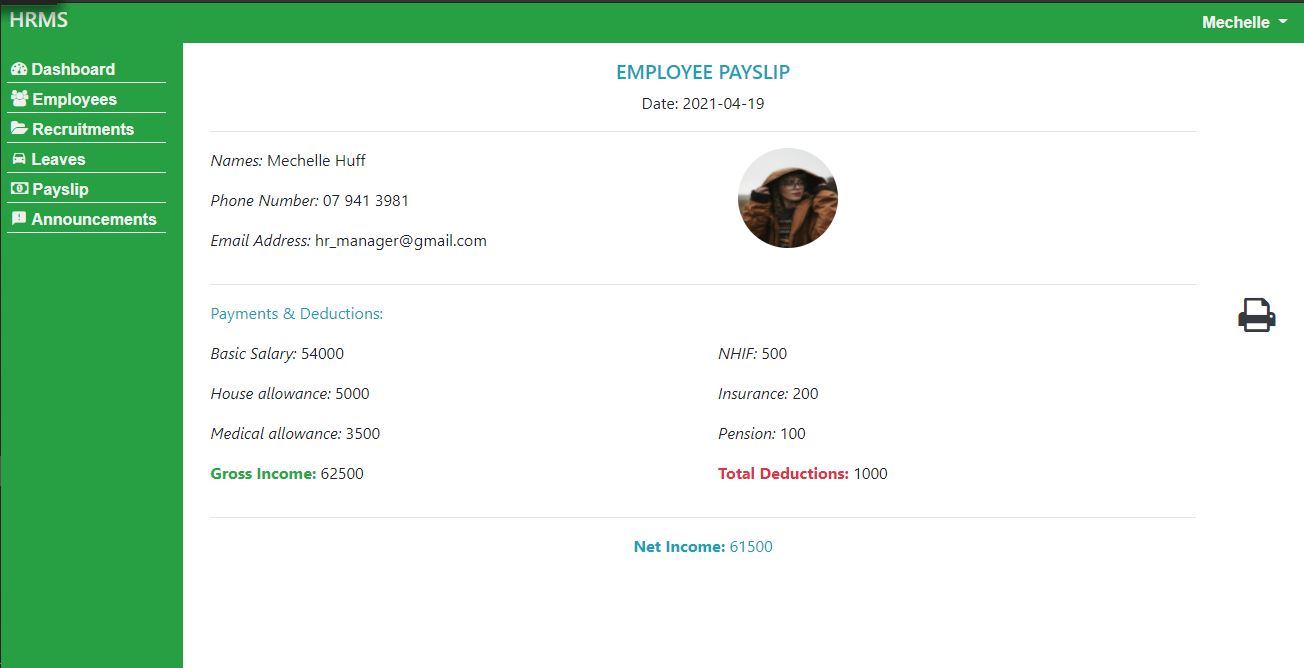 HRMS
Mechelle
Dashboard
Employees
Recruitments
Leaves
Payslip
Announcements
EMPLOYEE PAYSLIP
Date: 2021-04-19
Names: Mechelle Huff
Phone Number: 07 941 3981
Email Address: hr_manager@gmail.com
Payments & Deductions:
Basic Salary: 54000
NHIF: 500
House allowance: 5000
Insurance: 200
Medical allowance: 3500
Pension: 100
Gross Income: 62500
Total Deductions: 1000
Net Income: 61500